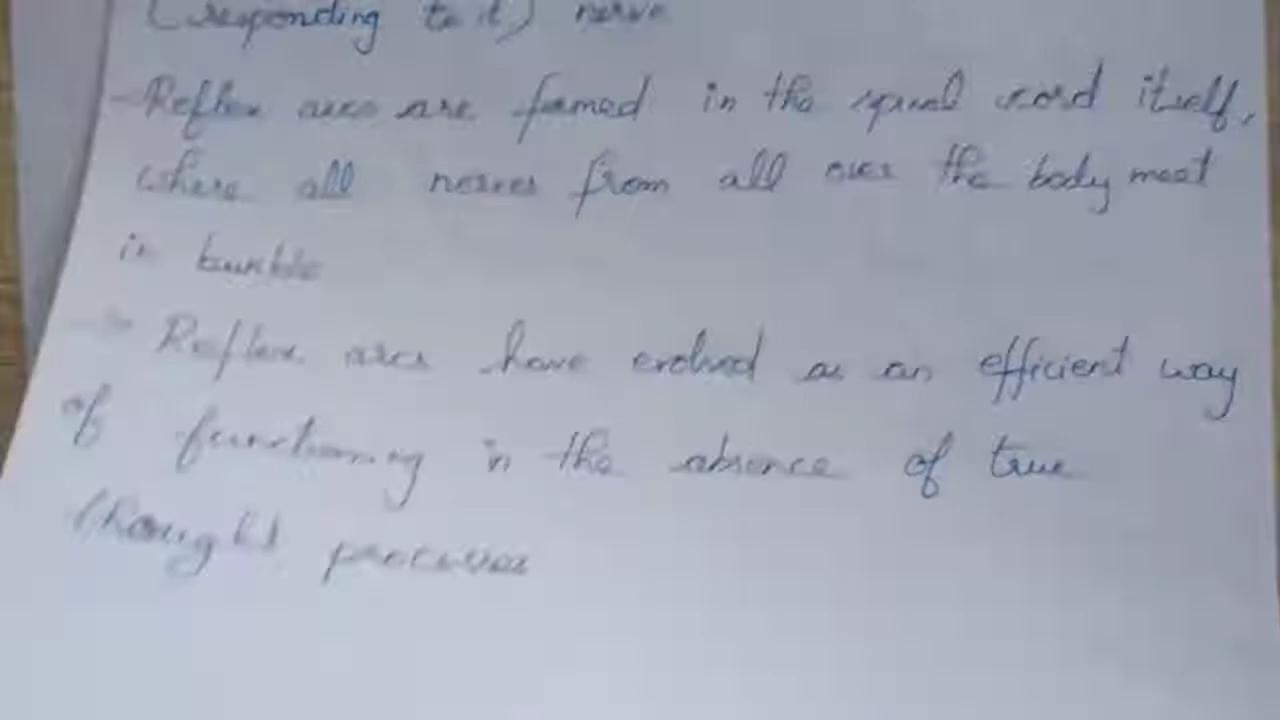 (responding to it) nerve
- Reflex arcs are formed in the spinal cord itself,
where all nerves from all over the body meet
in bundle
-> Reflex arcs have evolved as an efficient way
of functioning in the absence of true
thought processes